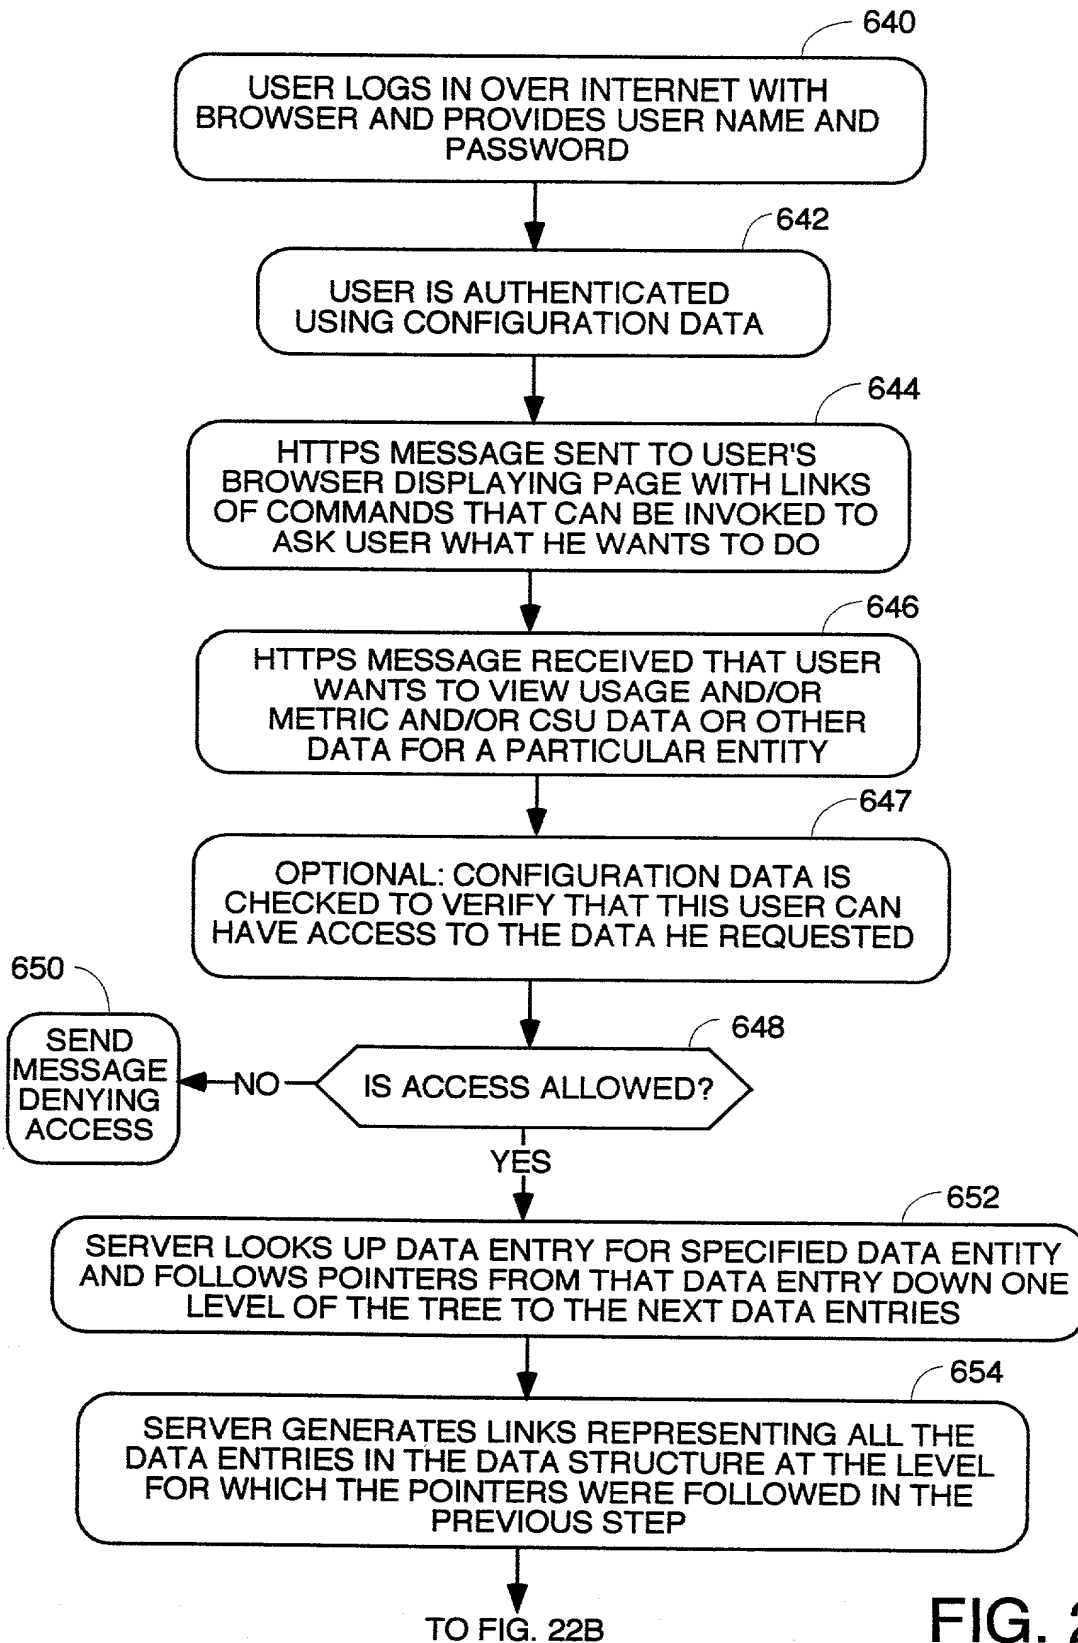 640
USER LOGS IN OVER INTERNET WITH
BROWSER AND PROVIDES USER NAME AND
PASSWORD
642
USER IS AUTHENTICATED
USING CONFIGURATION DATA
644
HTTPS MESSAGE SENT TO USER'S
BROWSER DISPLAYING PAGE WITH LINKS
OF COMMANDS THAT CAN BE INVOKED TO
ASK USER WHAT HE WANTS TO DO
646
HTTPS MESSAGE RECEIVED THAT USER
WANTS TO VIEW USAGE AND/OR
METRIC AND/OR CSU DATA OR OTHER
DATA FOR A PARTICULAR ENTITY
647
OPTIONAL: CONFIGURATION DATA IS
CHECKED TO VERIFY THAT THIS USER CAN
HAVE ACCESS TO THE DATA HE REQUESTED
650
SEND
MESSAGE
DENYING
ACCESS
NO
648
IS ACCESS ALLOWED?
YES
652
SERVER LOOKS UP DATA ENTRY FOR SPECIFIED DATA ENTITY
AND FOLLOWS POINTERS FROM THAT DATA ENTRY DOWN ONE
LEVEL OF THE TREE TO THE NEXT DATA ENTRIES
654
SERVER GENERATES LINKS REPRESENTING ALL THE
DATA ENTRIES IN THE DATA STRUCTURE AT THE LEVEL
FOR WHICH THE POINTERS WERE FOLLOWED IN THE
PREVIOUS STEP
TO FIG. 22B
FIG.